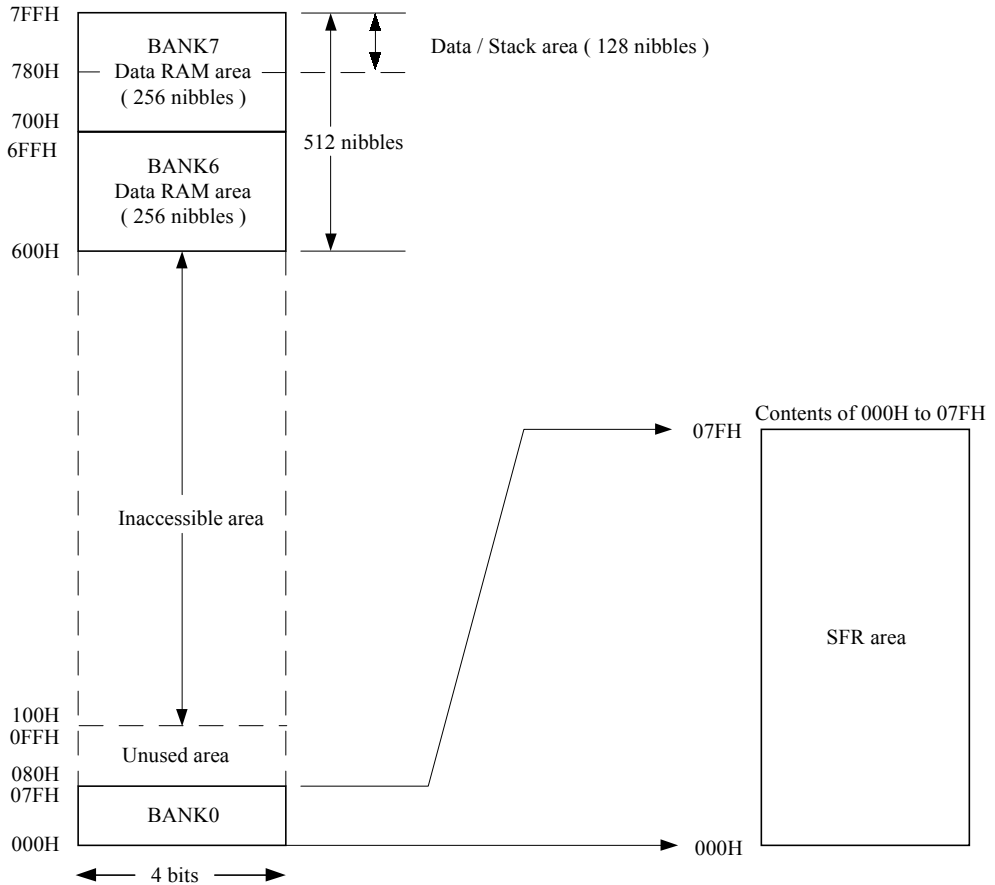 7FFH
BANK7
Data / Stack area ( 128 nibbles )
780H
Data RAM area
( 256 nibbles )
700H
512 nibbles
6FFH
BANK6
Data RAM area
( 256 nibbles )
600H
Contents of 000H to 07FH
07FH
Inaccessible area
SFR area
100H
0FFH
Unused area
080H
07FH
BANK0
000H
000H
4 bits